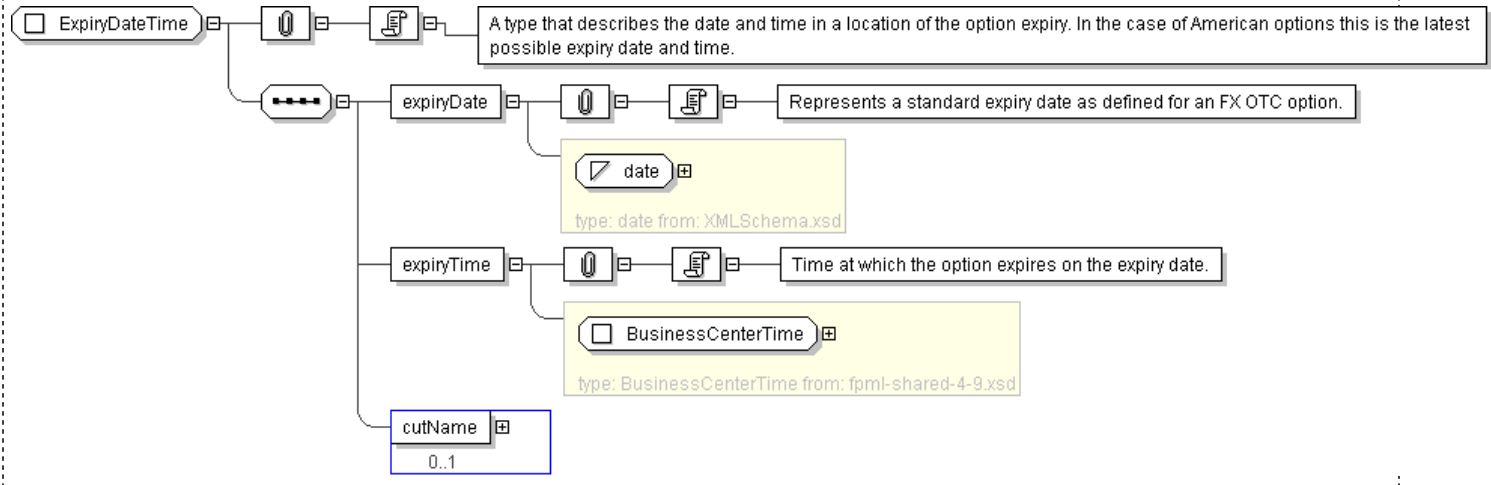 ExpiryDateTime
A type that describes the date and time in a location of the option expiry. In the case of American options this is the latest
possible expiry date and time.
expiryDate
Represents a standard expiry date as defined for an FX OTC option.
date
type: date from: XMLSchema.xsd
expiryTime
Time at which the option expires on the expiry date.
BusinessCenterTime
type: BusinessCenterTime from: fpml-shared-4-9.xsd
cutName
0..1